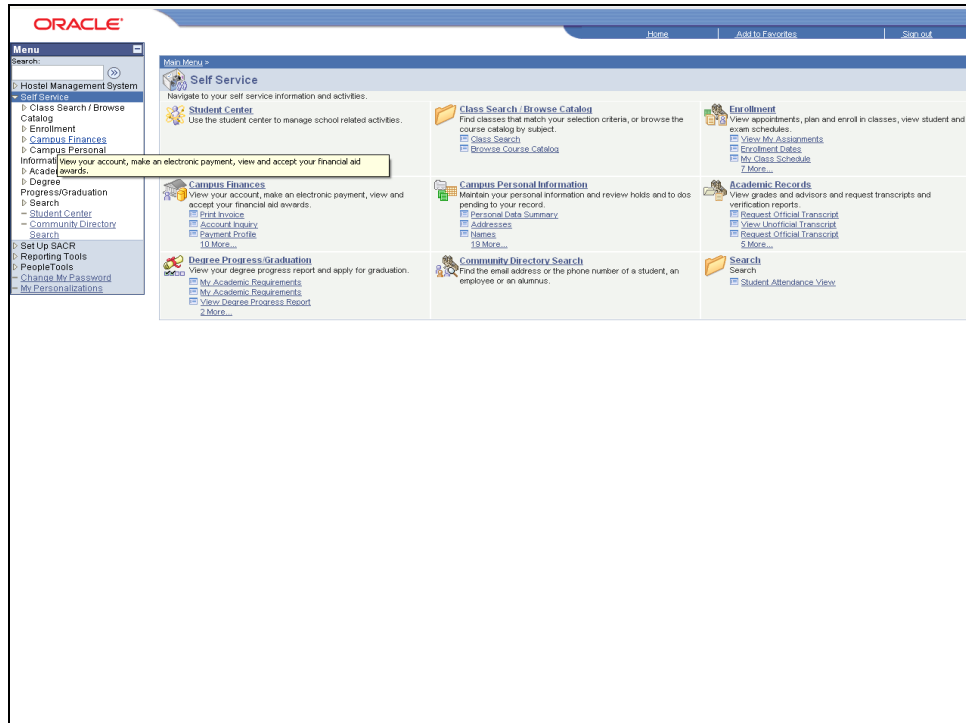 ORACLE
Home
Add to Favorites
Sign out
Menu
Search:
Hostel Management System
Self Service
Class Search / Browse
Catalog
Enrollment
Campus Finances
Campus Personal
Informati
Acade
Degree
Progress/Graduation
Search
Student Center
Community Directory
Search
Set Up SACR
Reporting Tools
PeopleTools
Change My Password
My Personalizations
View your account, make an electronic payment, view and accept your financial aid
awards.
Main Menu >
Self Service
Navigate to your self service information and activities.
Student Center
Use the student center to manage school related activities.
Class Search / Browse Catalog
Find classes that match your selection criteria, or browse the
course catalog by subject.
Class Search
Browse Course Catalog
Enrollment
View appointments, plan and enroll in classes, view student and
exam schedules.
View My Assignments
Enrollment Dates
My Class Schedule
7 More...
Campus Finances
View your account, make an electronic payment, view and
accept your financial aid awards.
Print Invoice
Account Inquiry
Payment Profile
10 More...
Campus Personal Information
Maintain your personal information and review holds and to dos
pending to your record.
Personal Data Summary
Addresses
Names
19 More...
Academic Records
View grades and advisors and request transcripts and
verification reports.
Request Official Transcript
View Unofficial Transcript
Request Official Transcript
5 More...
Degree Progress/Graduation
View your degree progress report and apply for graduation.
My Academic Requirements
My Academic Requirements
View Degree Progress Report
2 More...
Community Directory Search
Find the email address or the phone number of a student, an
employee or an alumnus.
Search
Search
Student Attendance View